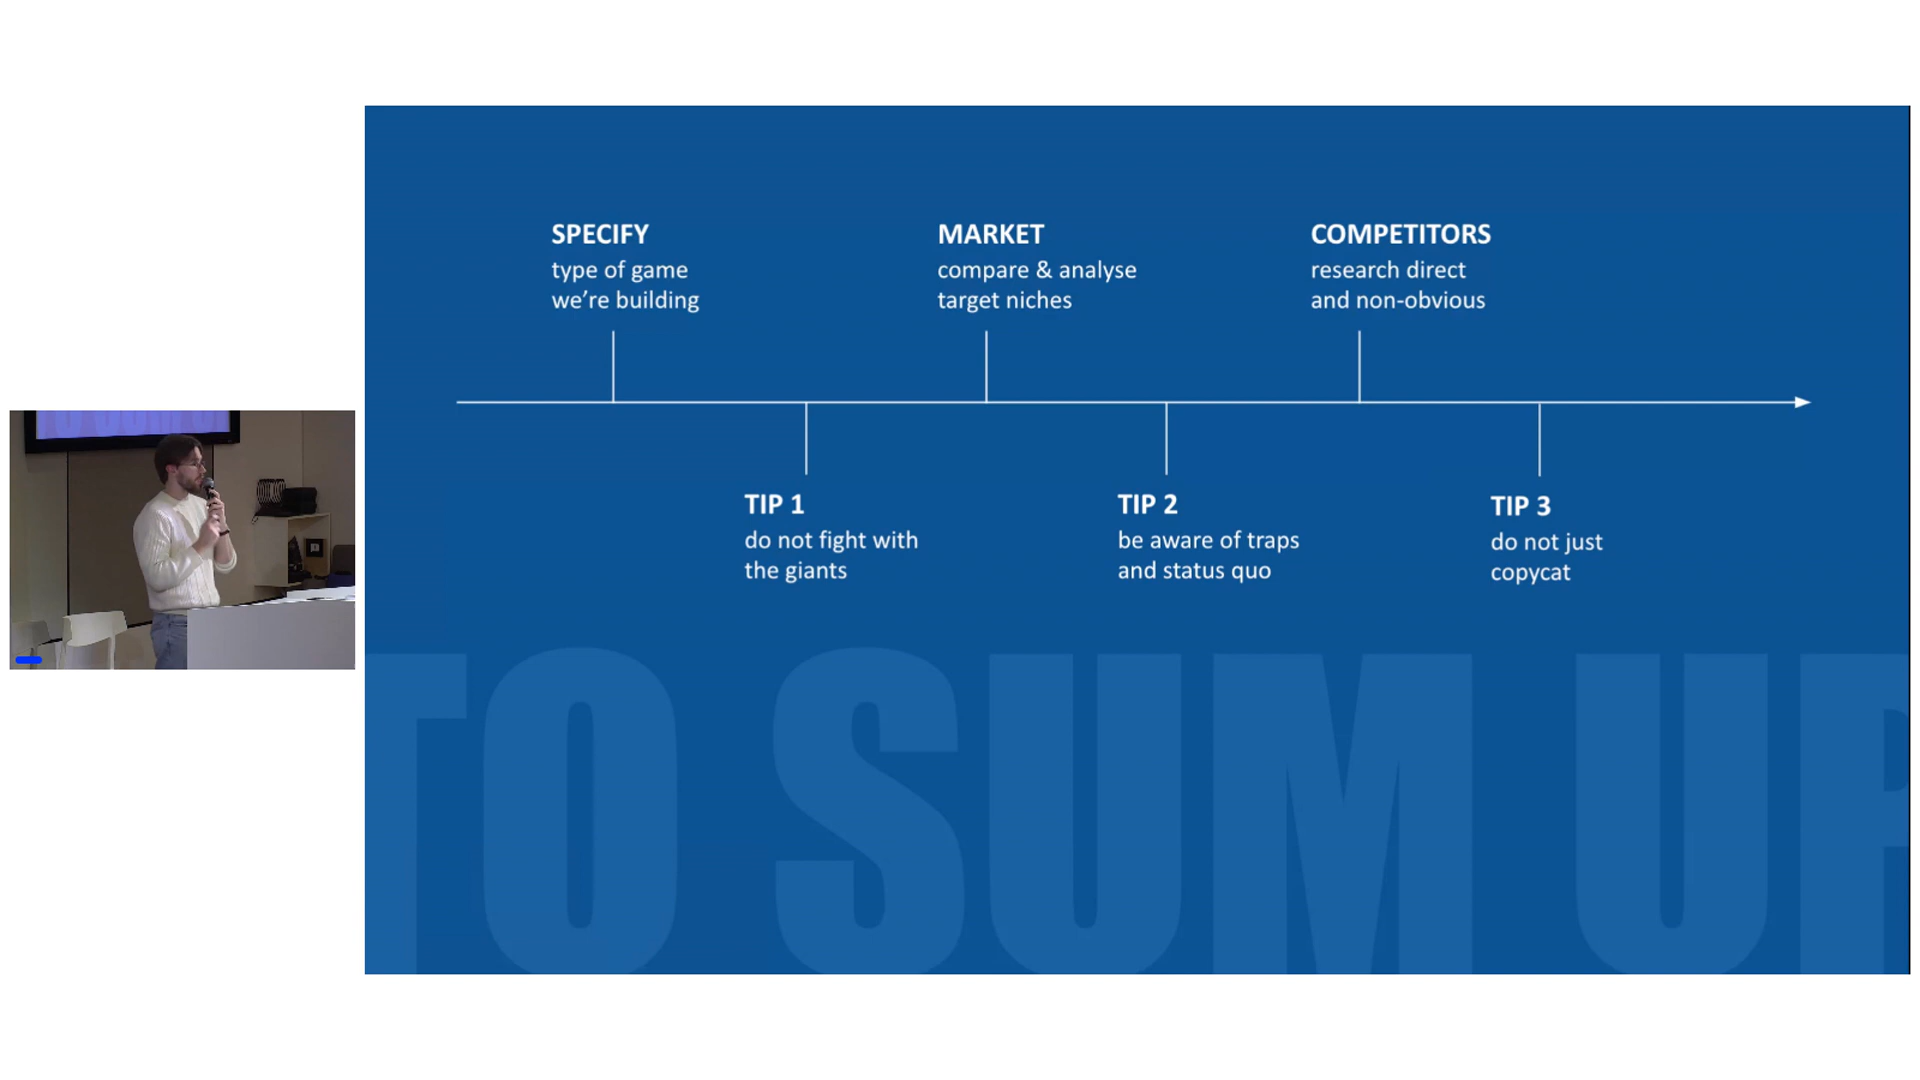 SPECIFY
type of game
we're building
MARKET
compare & analyse
target niches
COMPETITORS
research direct
and non-obvious
TIP 1
do not fight with
the giants
TIP 2
be aware of traps
and status quo
TIP 3
do not just
copycat
TO SUM UP
TO SUM U